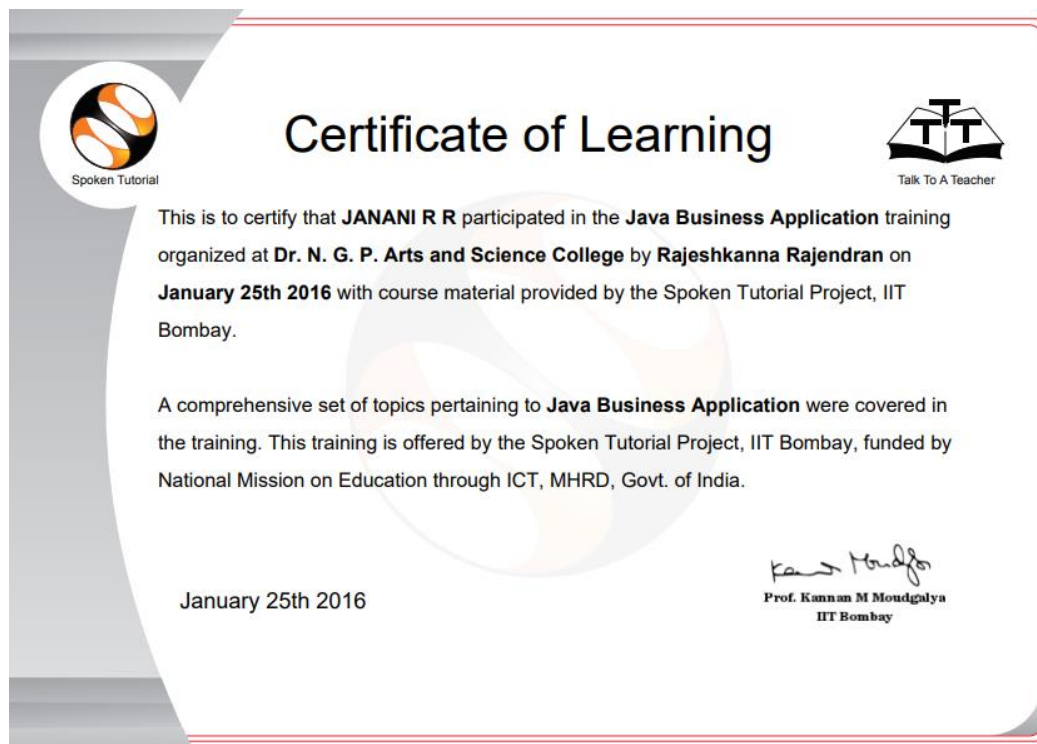 Certificate of Learning
Spoken Tutorial
Talk To A Teacher
This is to certify that JANANI R R participated in the Java Business Application training
organized at Dr. N. G. P. Arts and Science College by Rajeshkanna Rajendran on
January 25th 2016 with course material provided by the Spoken Tutorial Project, IIT
Bombay.
A comprehensive set of topics pertaining to Java Business Application were covered in
the training. This training is offered by the Spoken Tutorial Project, IIT Bombay, funded by
National Mission on Education through ICT, MHRD, Govt. of India.
January 25th 2016
Prof. Kannan M Moudgalya
IIT Bombay